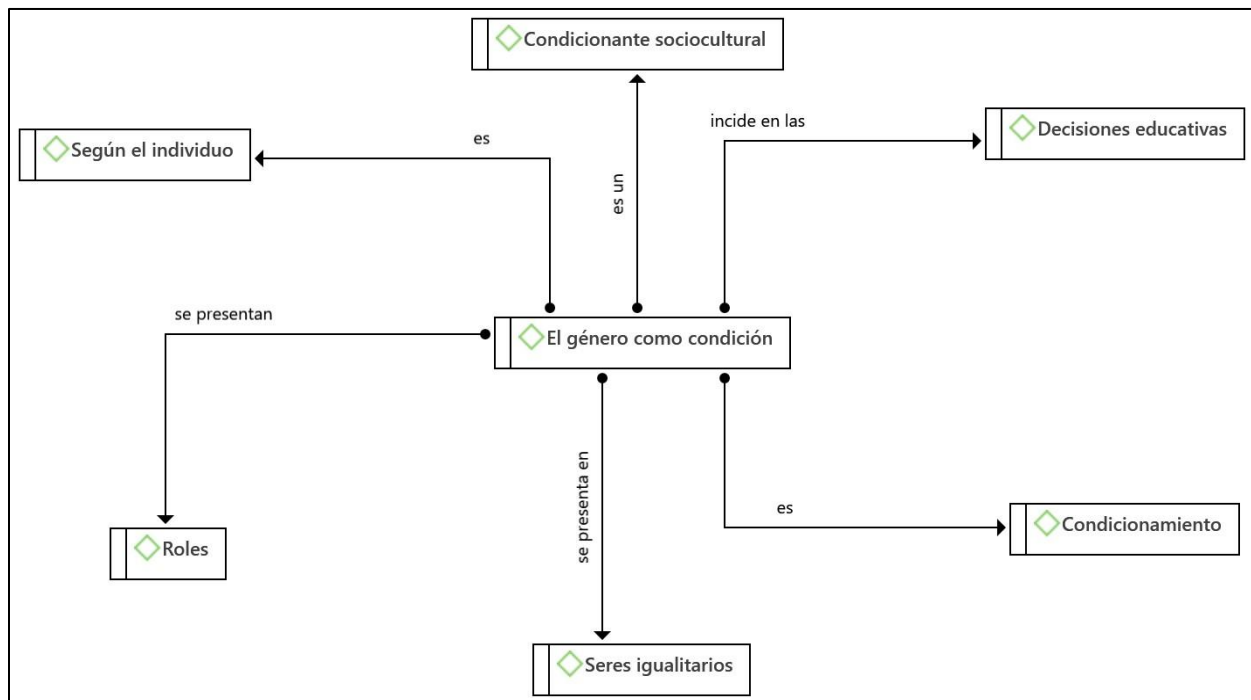 Condicionante sociocultural
incide en las
Decisiones educativas
es
Según el individuo
es un
se presentan
El género como condición
se presenta en
es
Condicionamiento
Roles
Seres igualitarios